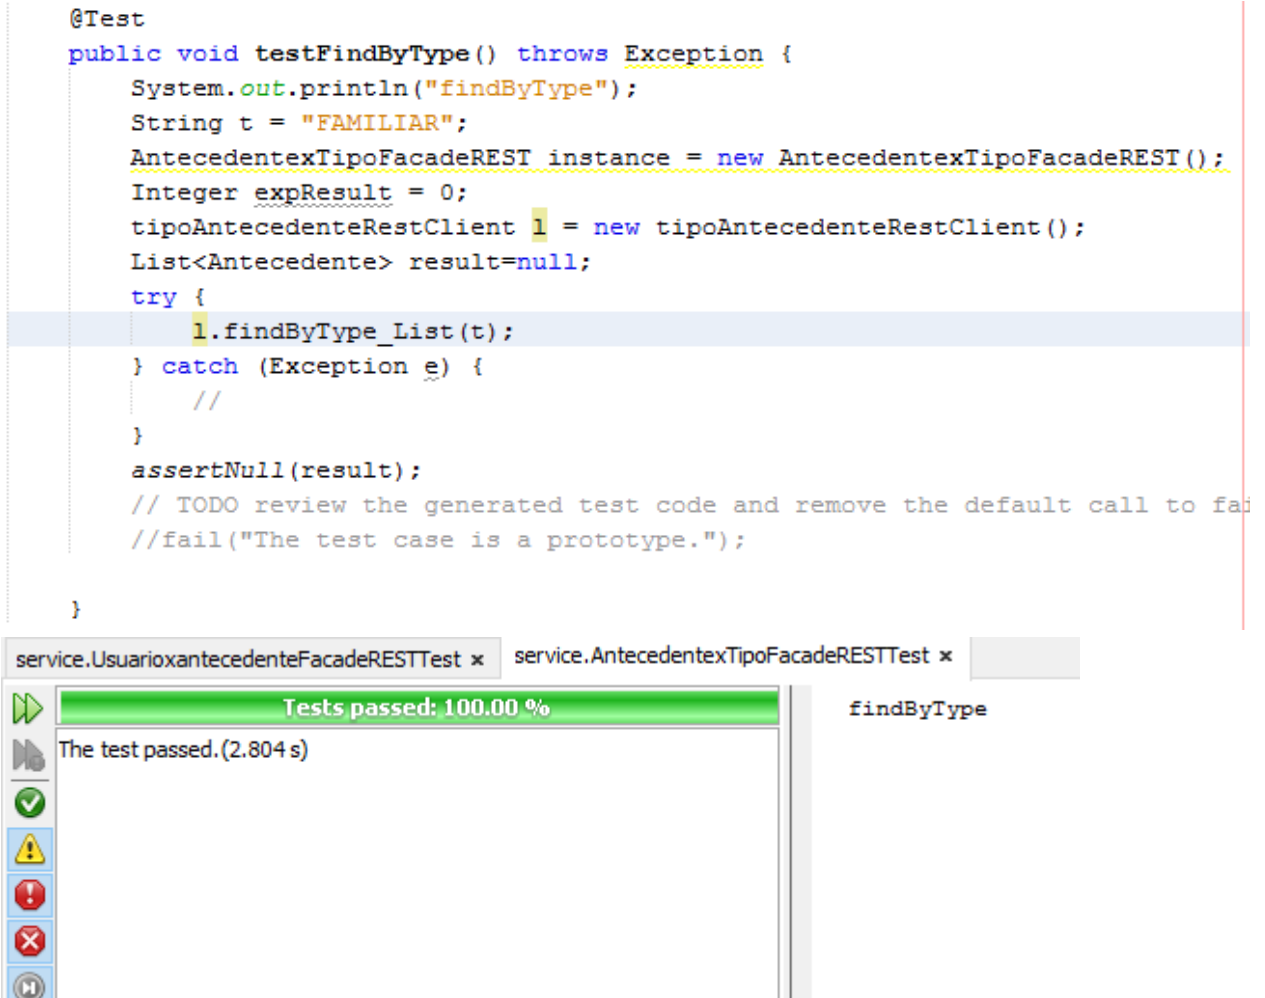 @Test
public void testFindByType() throws Exception {
System.out.println("findByType");
String t = "FAMILIAR";
AntecedentexTipoFacadeREST instance = new AntecedentexTipoFacadeREST();
Integer expResult = 0;
tipoAntecedenteRestClient l = new tipoAntecedenteRestClient();
List<Antecedente> result=null;
try {
l.findByType_List(t);
} catch (Exception e) {
//
}
assertNull(result);
// TODO review the generated test code and remove the default call to fai
//fail("The test case is a prototype.");
}
service.UsuarioxantecedenteFacadeRESTTest × service.AntecedentexTipoFacadeRESTTest ×
Tests passed: 100.00 %
findByType
The test passed.(2.804 s)